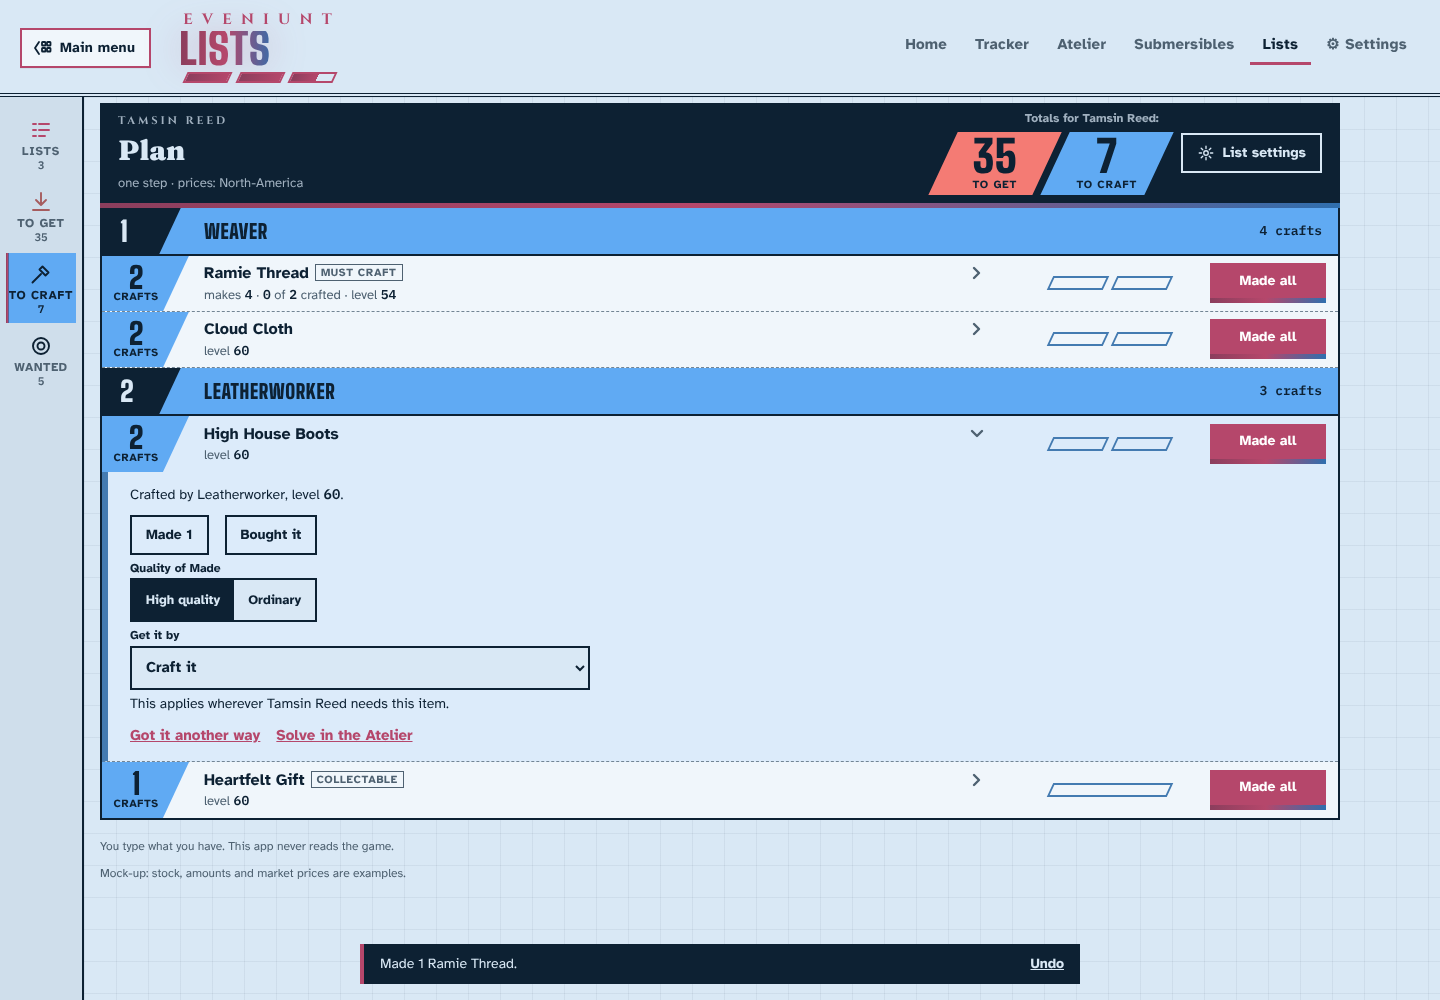 Main menu
EVENIUNT
LISTS
Home
Tracker
Atelier
Submersibles
Lists
Settings
LISTS
3
TO GET
35
TO CRAFT
7
WANTED
5
TAMSIN REED
Plan
one step · prices: North-America
Totals for Tamsin Reed:
35
TO GET
7
TO CRAFT
List settings
1
WEAVER
4 crafts
2
CRAFTS
Ramie Thread MUST CRAFT
makes 4 · 0 of 2 crafted · level 54
Made all
2
CRAFTS
Cloud Cloth
level 60
Made all
2
LEATHERWORKER
3 crafts
2
CRAFTS
High House Boots
level 60
Made all
Crafted by Leatherworker, level 60.
Made 1
Bought it
Quality of Made
High quality
Ordinary
Get it by
Craft it
This applies wherever Tamsin Reed needs this item.
Got it another way
Solve in the Atelier
1
CRAFTS
Heartfelt Gift COLLECTABLE
level 60
Made all
You type what you have. This app never reads the game.
Mock-up: stock, amounts and market prices are examples.
Made 1 Ramie Thread.
Undo